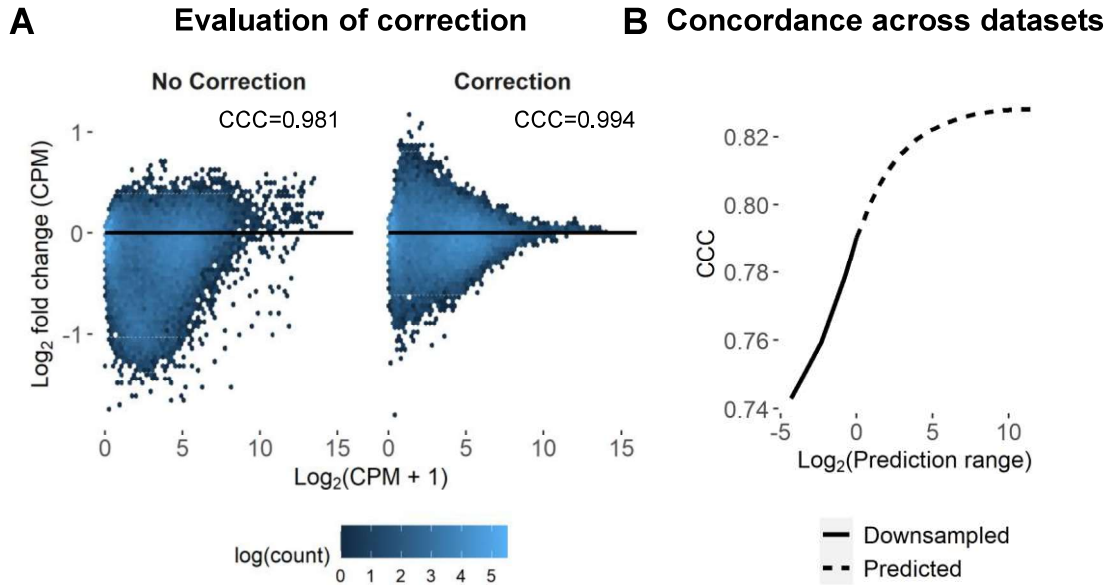 A Evaluation of correction
No Correction
CCC=0.981
Correction
CCC=0.994
Log₂ fold change (CPM)
1
0
-1
0 5 10 15
0 5 10 15
Log₂(CPM + 1)
log(count)
0 1 2 3 4 5
B Concordance across datasets
CCC
0.82
0.80
0.78
0.76
0.74
-5 0 5 10
Log₂(Prediction range)
Downsampled
Predicted